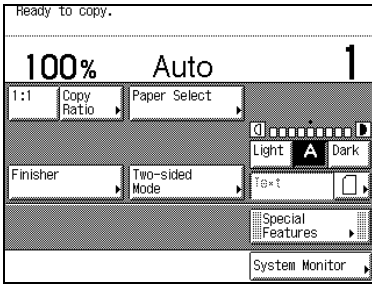 Ready to copy.
100% Auto 1
1:1 Copy Ratio Paper Select
Light A Dark
Finisher Two-sided Mode Text
Special Features
System Monitor